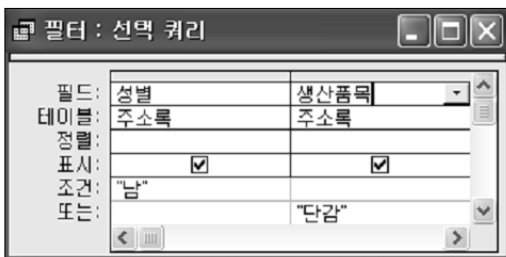 필터 : 선택 쿼리
필드: 성별 생산품목
테이블: 주소록 주소록
정렬:
표시:
조건: "남"
또는: "단감"